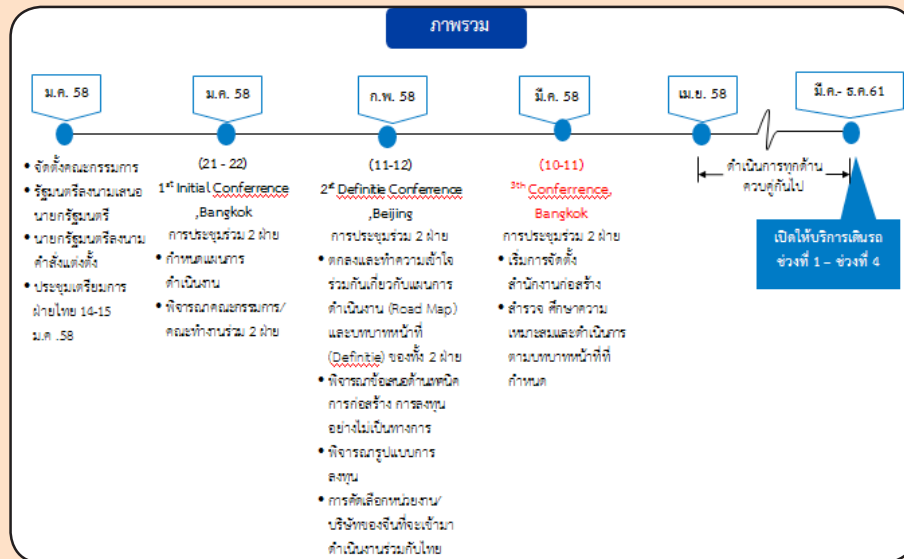 ภาพรวม
ม.ค. 58
ม.ค. 58
ก.พ. 58
มี.ค. 58
เม.ย. 58
มี.ค.- ธ.ค.61
• จัดตั้งคณะกรรมการ
• รัฐมนตรีลงนามเสนอ
นายกรัฐมนตรี
• นายกรัฐมนตรีลงนาม
คำสั่งแต่งตั้ง
• ประชุมเตรียมการ
ฝ่ายไทย 14-15
ม.ค .58
(21 - 22)
1st Initial Conferrence
,Bangkok
การประชุมร่วม 2 ฝ่าย
• กำหนดแผนการ
ดำเนินงาน
• พิจารณาคณะกรรมการ/
คณะทำงานร่วม 2 ฝ่าย
(11-12)
2st Definitie Conferrence
,Beijing
การประชุมร่วม 2 ฝ่าย
• ตกลงและทำความเข้าใจ
ร่วมกันเกี่ยวกับแผนการ
ดำเนินงาน (Road Map)
และบทบาทหน้าที่
(Definitie) ของทั้ง 2 ฝ่าย
• พิจารณาข้อเสนอด้านเทคนิค
การก่อสร้าง การลงทุน
อย่างไม่เป็นทางการ
• พิจารณารูปแบบการ
ลงทุน
• การคัดเลือกหน่วยงาน/
บริษัทของจีนที่จะเข้ามา
ดำเนินงานร่วมกับไทย
(10-11)
3th Conferrence,
Bangkok
การประชุมร่วม 2 ฝ่าย
• เริ่มการจัดตั้ง
สำนักงานก่อสร้าง
• สำรวจ ศึกษาความ
เหมาะสมและดำเนินการ
ตามบทบาทหน้าที่ที่
กำหนด
ดำเนินการทุกด้าน
ควบคู่กันไป
เปิดให้บริการเดินรถ
ช่วงที่ 1 – ช่วงที่ 4